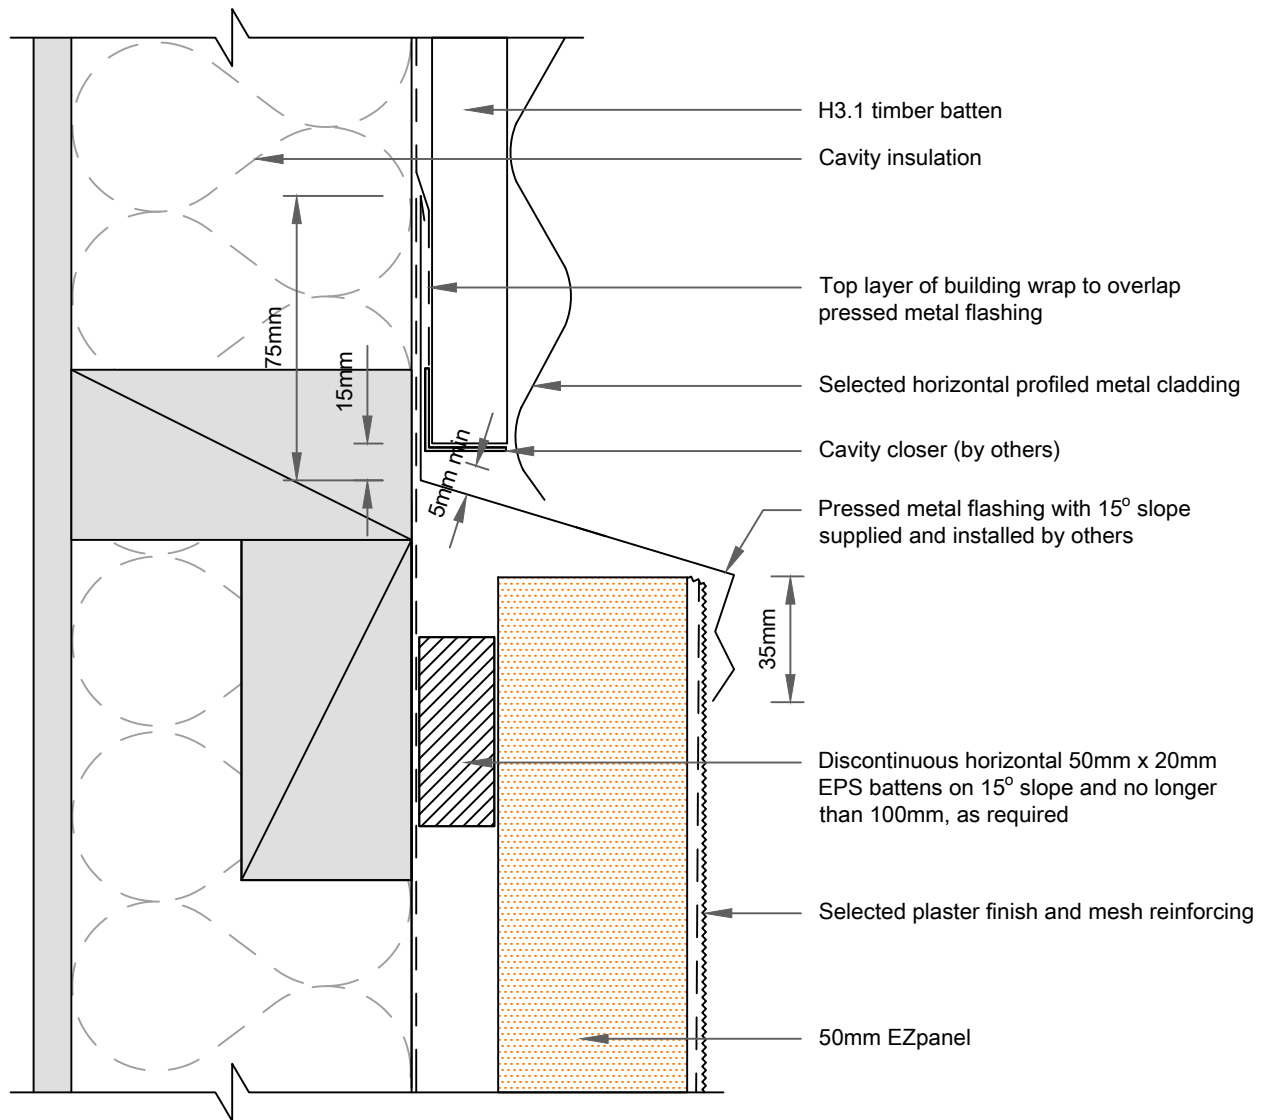 H3.1 timber batten
Cavity insulation
Top layer of building wrap to overlap
pressed metal flashing
75mm
15mm
Selected horizontal profiled metal cladding
5mm min
Cavity closer (by others)
Pressed metal flashing with 15° slope
supplied and installed by others
35mm
Discontinuous horizontal 50mm x 20mm
EPS battens on 15° slope and no longer
than 100mm, as required
Selected plaster finish and mesh reinforcing
50mm EZpanel